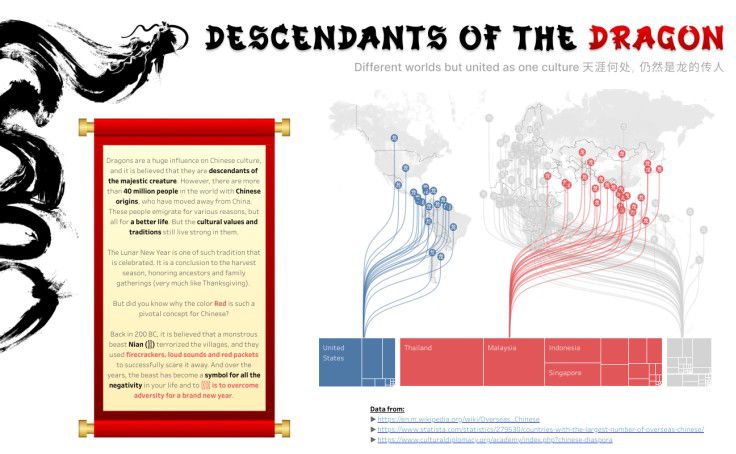 DESCENDANTS OF THE DRAGON
Different worlds but united as one culture 天涯何处, 仍然是龙的传人
Dragons are a huge influence on Chinese culture,
and it is believed that they are descendants of
the majestic creature. However, there are more
than 40 million people in the world with Chinese
origins, who have moved away from China.
These people emigrate for various reasons, but
all for a better life. But the cultural values and
traditions still live strong in them.
The Lunar New Year is one of such tradition that
is celebrated. It is a conclusion to the harvest
season, honoring ancestors and family
gatherings (very much like Thanksgiving).
But did you know why the color Red is such a
pivotal concept for Chinese?
Back in 200 BC, it is believed that a monstrous
beast Nian ( ) terrorized the villages, and they
used firecrackers, loud sounds and red packets
to successfully scare it away. And over the
years, the beast has become a symbol for all the
negativity in your life and to is to overcome
adversity for a brand new year.
United
States
Thailand
Malaysia
Indonesia
Singapore
Data from:
▶ https://en.m.wikipedia.org/wiki/Overseas_Chinese
▶ https://www.statista.com/statistics/279530/countries-with-the-largest-number-of-overseas-chinese/
▶ https://www.culturaldiplomacy.org/academy/index.php?chinese-diaspora